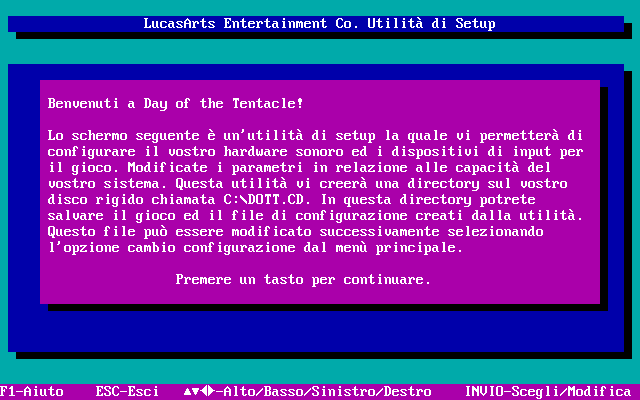 LucasArts Entertainment Co. Utilità di Setup
Benvenuti a Day of the Tentacle!
Lo schermo seguente è un'utilità di setup la quale vi permetterà di
configurare il vostro hardware sonoro ed i dispositivi di input per
il gioco. Modificate i parametri in relazione alle capacità del
vostro sistema. Questa utilità vi creerà una directory sul vostro
disco rigido chiamata C:\DOTT.CD. In questa directory potrete
salvare il gioco ed il file di configurazione creati dalla utilità.
Questo file può essere modificato successivamente selezionando
l'opzione cambio configurazione dal menù principale.
Premere un tasto per continuare.
F1-Aiuto ESC-Esci ▲▼◄►-Alto/Basso/Sinistro/Destro INVIO-Scegli/Modifica